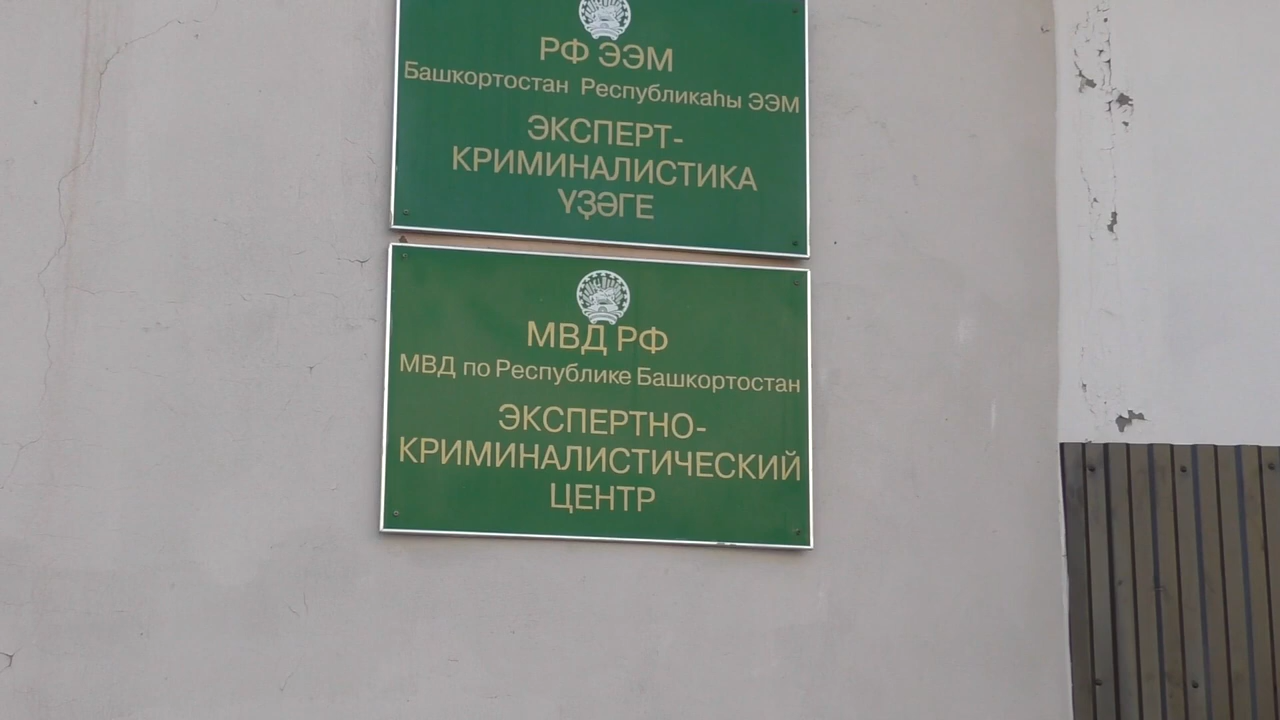 РФ ЭЭМ
Башкортостан Республикаһы ЭЭМ
ЭКСПЕРТ-
КРИМИНАЛИСТИКА
ҮҘӘГЕ
МВД РФ
МВД по Республике Башкортостан
ЭКСПЕРТНО-
КРИМИНАЛИСТИЧЕСКИЙ
ЦЕНТР